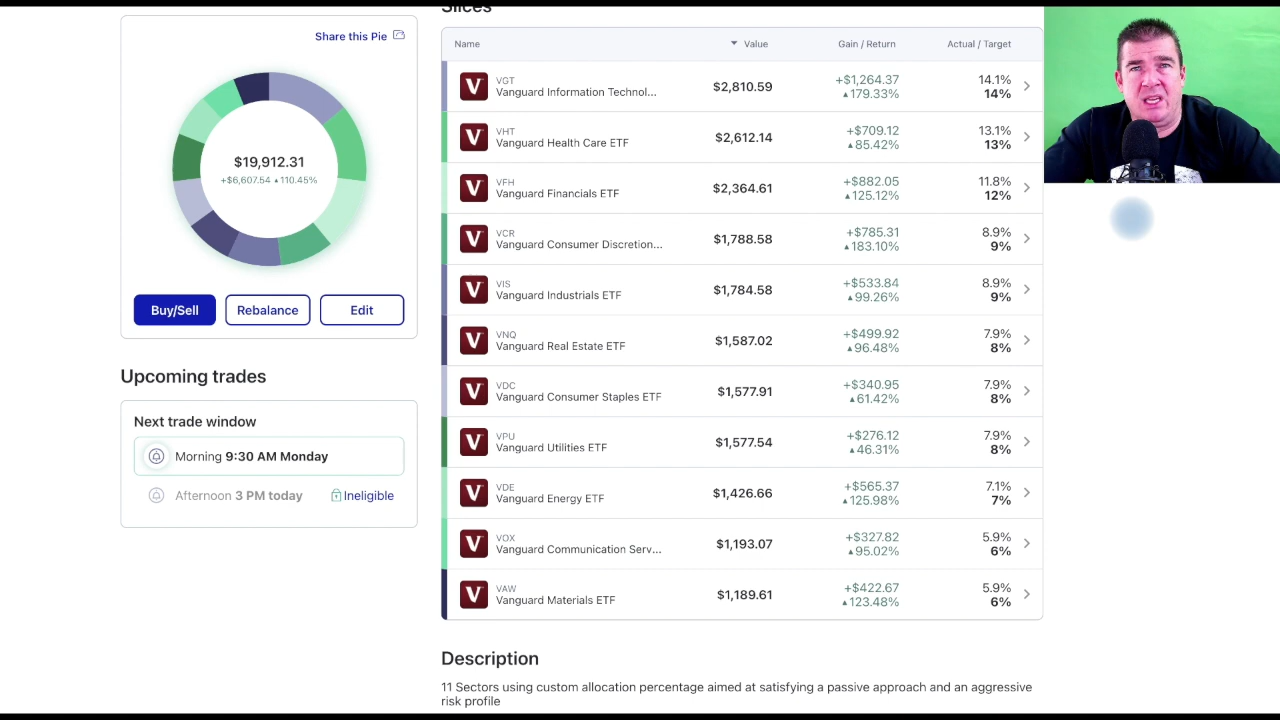 Slices
Share this Pie
$19,912.31
+$6,607.54 ▲110.45%
Buy/Sell
Rebalance
Edit
Upcoming trades
Next trade window
Morning 9:30 AM Monday
Afternoon 3 PM today
Ineligible
Name
Value
Gain / Return
Actual / Target
V
VGT
Vanguard Information Technol...
$2,810.59
+$1,264.37
▲179.33%
14.1%
14%
V
VHT
Vanguard Health Care ETF
$2,612.14
+$709.12
▲85.42%
13.1%
13%
V
VFH
Vanguard Financials ETF
$2,364.61
+$882.05
▲125.12%
11.8%
12%
V
VCR
Vanguard Consumer Discretion...
$1,788.58
+$785.31
▲183.10%
8.9%
9%
V
VIS
Vanguard Industrials ETF
$1,784.58
+$533.84
▲99.26%
8.9%
9%
V
VNQ
Vanguard Real Estate ETF
$1,587.02
+$499.92
▲96.48%
7.9%
8%
V
VDC
Vanguard Consumer Staples ETF
$1,577.91
+$340.95
▲61.42%
7.9%
8%
V
VPU
Vanguard Utilities ETF
$1,577.54
+$276.12
▲46.31%
7.9%
8%
V
VDE
Vanguard Energy ETF
$1,426.66
+$565.37
▲125.98%
7.1%
7%
V
VOX
Vanguard Communication Serv...
$1,193.07
+$327.82
▲95.02%
5.9%
6%
V
VAW
Vanguard Materials ETF
$1,189.61
+$422.67
▲123.48%
5.9%
6%
Description
11 Sectors using custom allocation percentage aimed at satisfying a passive approach and an aggressive
risk profile